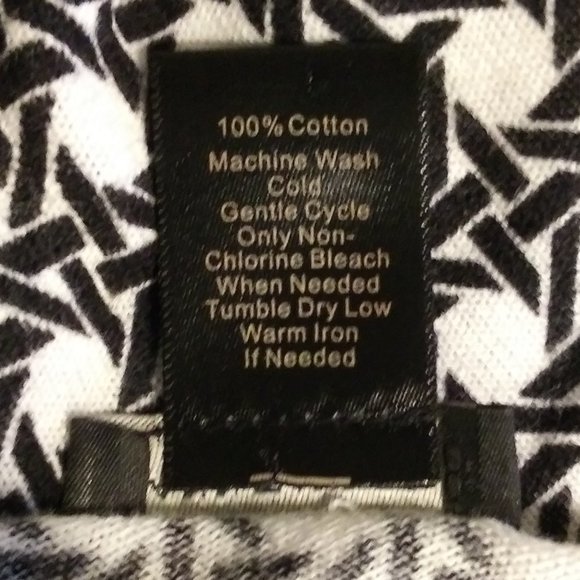 100% Cotton
Machine Wash
Cold
Gentle Cycle
Only Non-
Chlorine Bleach
When Needed
Tumble Dry Low
Warm Iron
If Needed